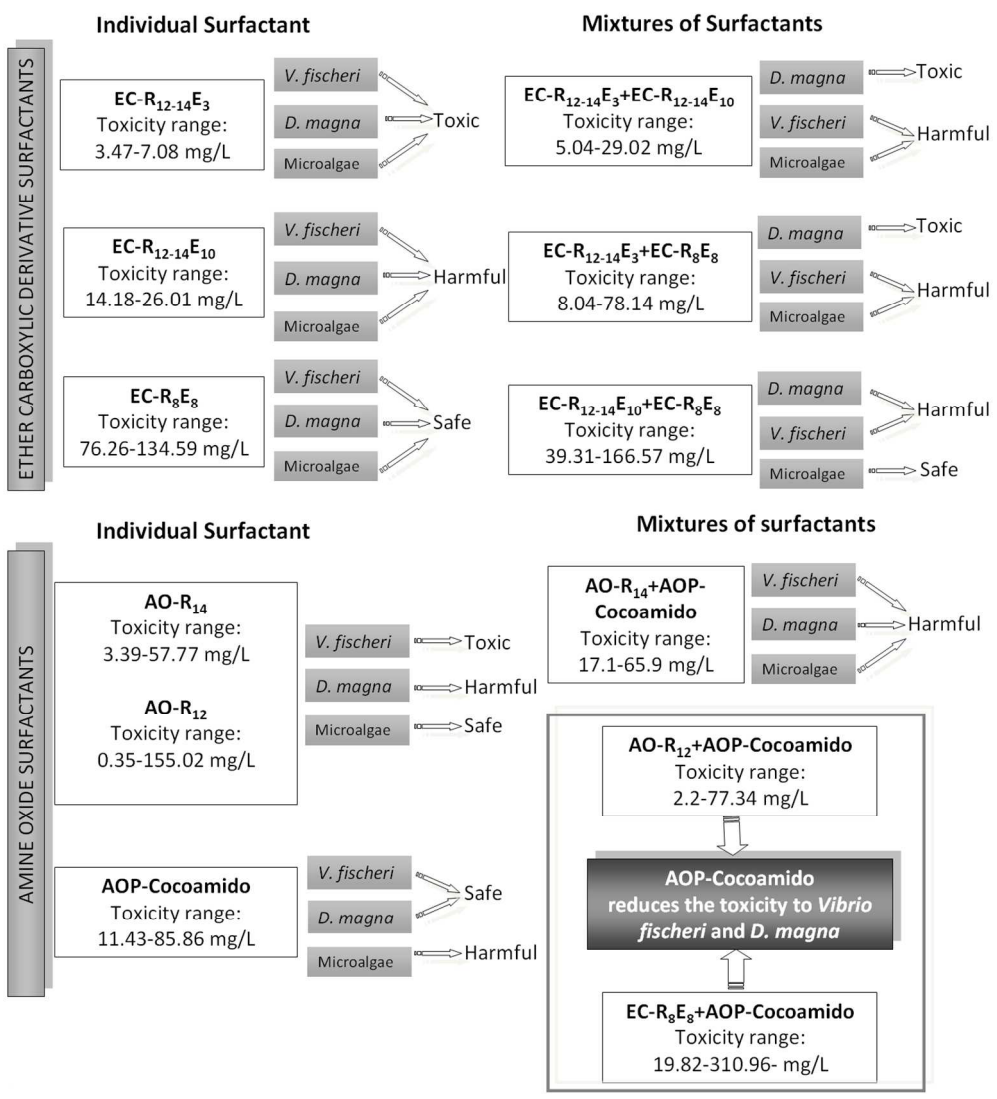 Individual Surfactant
Mixtures of Surfactants
ETHER CARBOXYLIC DERIVATIVE SURFACTANTS
EC-R12-14E3
Toxicity range:
3.47-7.08 mg/L
V. fischeri
D. magna
Microalgae
Toxic
EC-R12-14E10
Toxicity range:
14.18-26.01 mg/L
V. fischeri
D. magna
Microalgae
Harmful
EC-R8E8
Toxicity range:
76.26-134.59 mg/L
V. fischeri
D. magna
Microalgae
Safe
EC-R12-14E3+EC-R12-14E10
Toxicity range:
5.04-29.02 mg/L
D. magna
V. fischeri
Microalgae
Toxic
Harmful
EC-R12-14E3+EC-R8E8
Toxicity range:
8.04-78.14 mg/L
D. magna
V. fischeri
Microalgae
Toxic
Harmful
EC-R12-14E10+EC-R8E8
Toxicity range:
39.31-166.57 mg/L
D. magna
V. fischeri
Microalgae
Harmful
Safe
Individual Surfactant
Mixtures of surfactants
AMINE OXIDE SURFACTANTS
AO-R14
Toxicity range:
3.39-57.77 mg/L
AO-R12
Toxicity range:
0.35-155.02 mg/L
V. fischeri
D. magna
Microalgae
Toxic
Harmful
Safe
AOP-Cocoamido
Toxicity range:
11.43-85.86 mg/L
V. fischeri
D. magna
Microalgae
Safe
Harmful
AO-R14+AOP-
Cocoamido
Toxicity range:
17.1-65.9 mg/L
V. fischeri
D. magna
Microalgae
Harmful
AO-R12+AOP-Cocoamido
Toxicity range:
2.2-77.34 mg/L
AOP-Cocoamido
reduces the toxicity to Vibrio
fischeri and D. magna
EC-R8E8+AOP-Cocoamido
Toxicity range:
19.82-310.96- mg/L